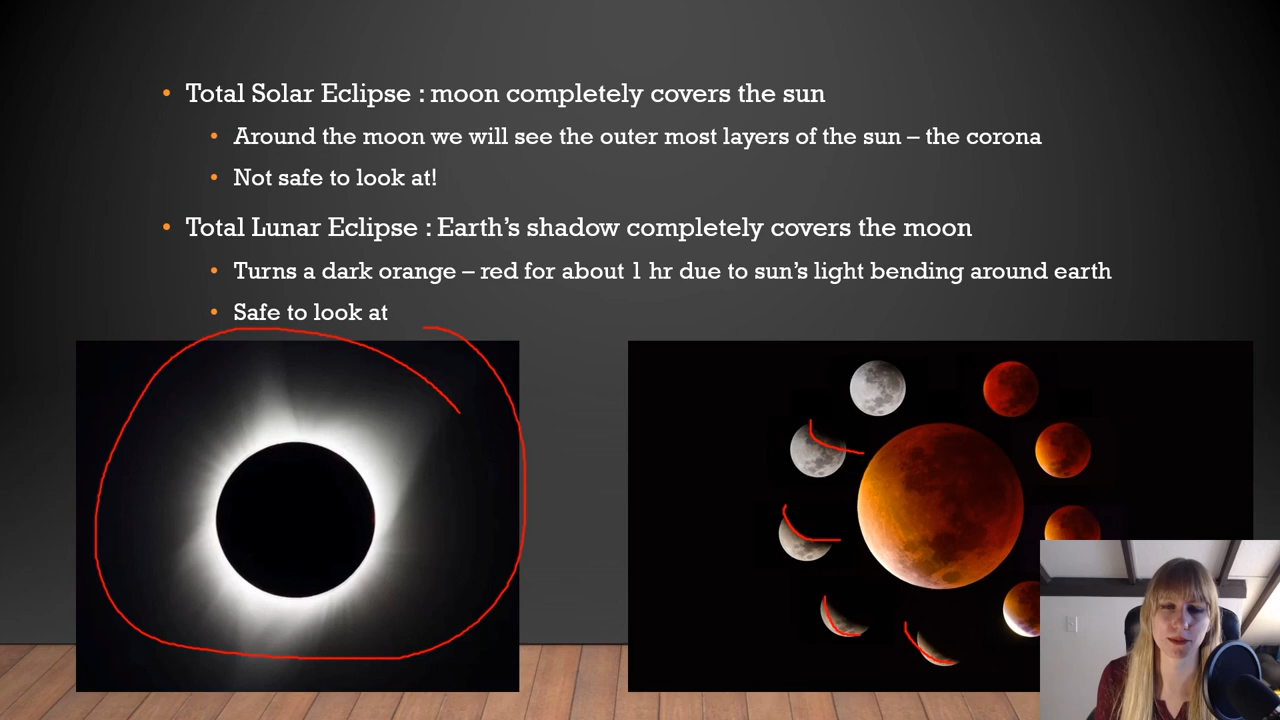 • Total Solar Eclipse : moon completely covers the sun
• Around the moon we will see the outer most layers of the sun – the corona
• Not safe to look at!
• Total Lunar Eclipse : Earth’s shadow completely covers the moon
• Turns a dark orange – red for about 1 hr due to sun’s light bending around earth
• Safe to look at